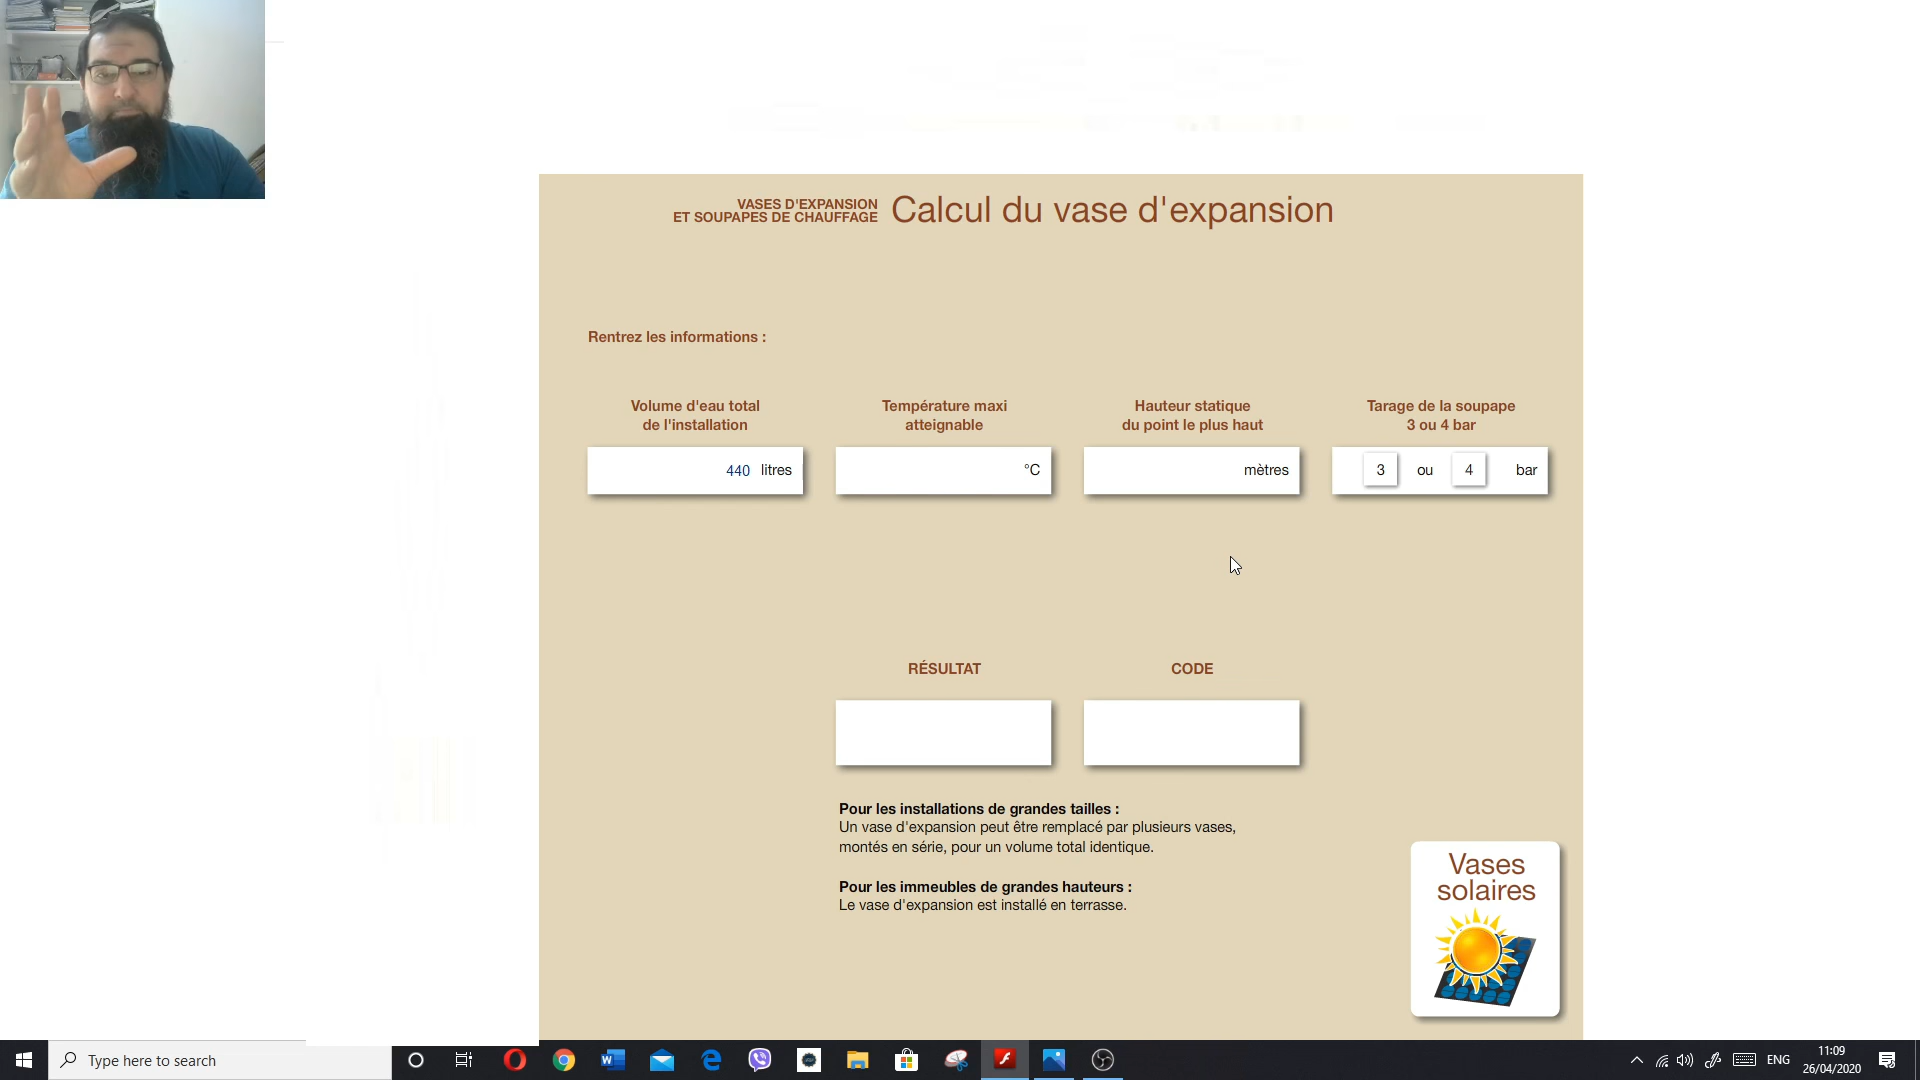 VASES D'EXPANSION
ET SOUPAPES DE CHAUFFAGE
Calcul du vase d'expansion
Rentrez les informations :
Volume d'eau total
de l'installation
440 litres
Température maxi
atteignable
°C
Hauteur statique
du point le plus haut
mètres
Tarage de la soupape
3 ou 4 bar
3 ou 4 bar
RÉSULTAT
CODE
Pour les installations de grandes tailles :
Un vase d'expansion peut être remplacé par plusieurs vases,
montés en série, pour un volume total identique.
Pour les immeubles de grandes hauteurs :
Le vase d'expansion est installé en terrasse.
Vases
solaires
Type here to search
ENG
11:09
26/04/2020